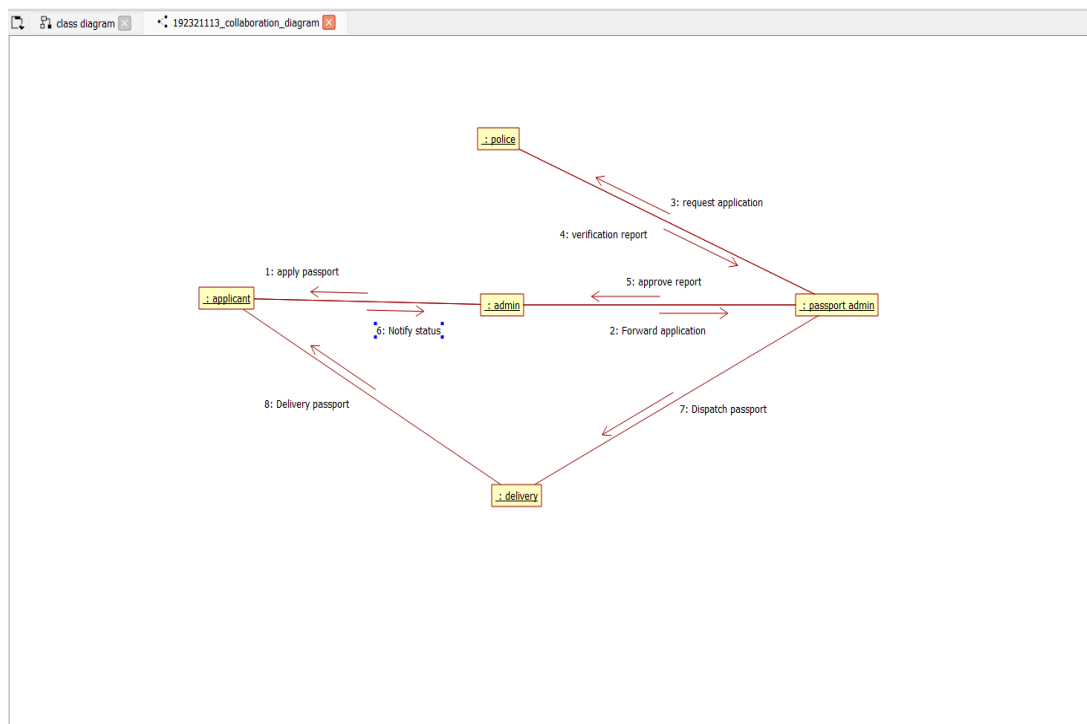 class diagram
192321113_collaboration_diagram
: police
3: request application
4: verification report
1: apply passport
5: approve report
: applicant
: admin
: passport admin
6: Notify status
2: Forward application
8: Delivery passport
7: Dispatch passport
: delivery